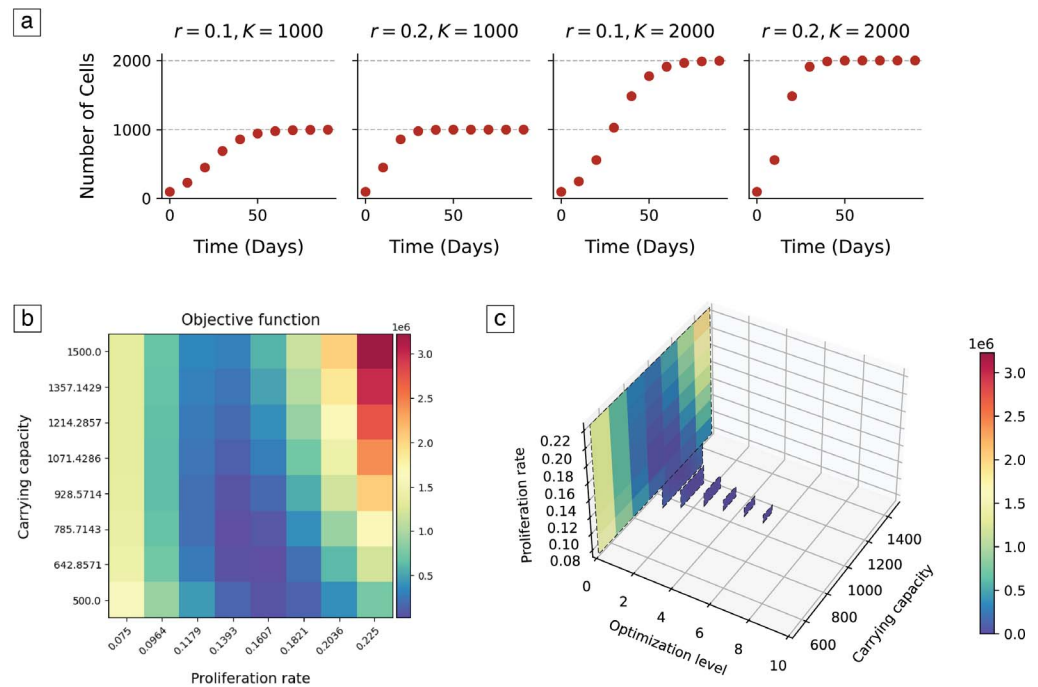 a
r = 0.1, K = 1000
r = 0.2, K = 1000
r = 0.1, K = 2000
r = 0.2, K = 2000
Number of Cells
2000
1000
0
0 50
0 50
0 50
0 50
Time (Days)
Time (Days)
Time (Days)
Time (Days)
b
Objective function
1e6
Carrying capacity
1500.0
1357.1429
1214.2857
1071.4286
928.5714
785.7143
642.8571
500.0
0.075 0.0964 0.1179 0.1393 0.1607 0.1821 0.2036 0.225
Proliferation rate
3.0
2.5
2.0
1.5
1.0
0.5
c
Proliferation rate
0.22
0.20
0.18
0.16
0.14
0.12
0.10
0.08
0 2 4 6 8 10
Optimization level
600 800 1000 1200 1400
Carrying capacity
1e6
3.0
2.5
2.0
1.5
1.0
0.5
0.0